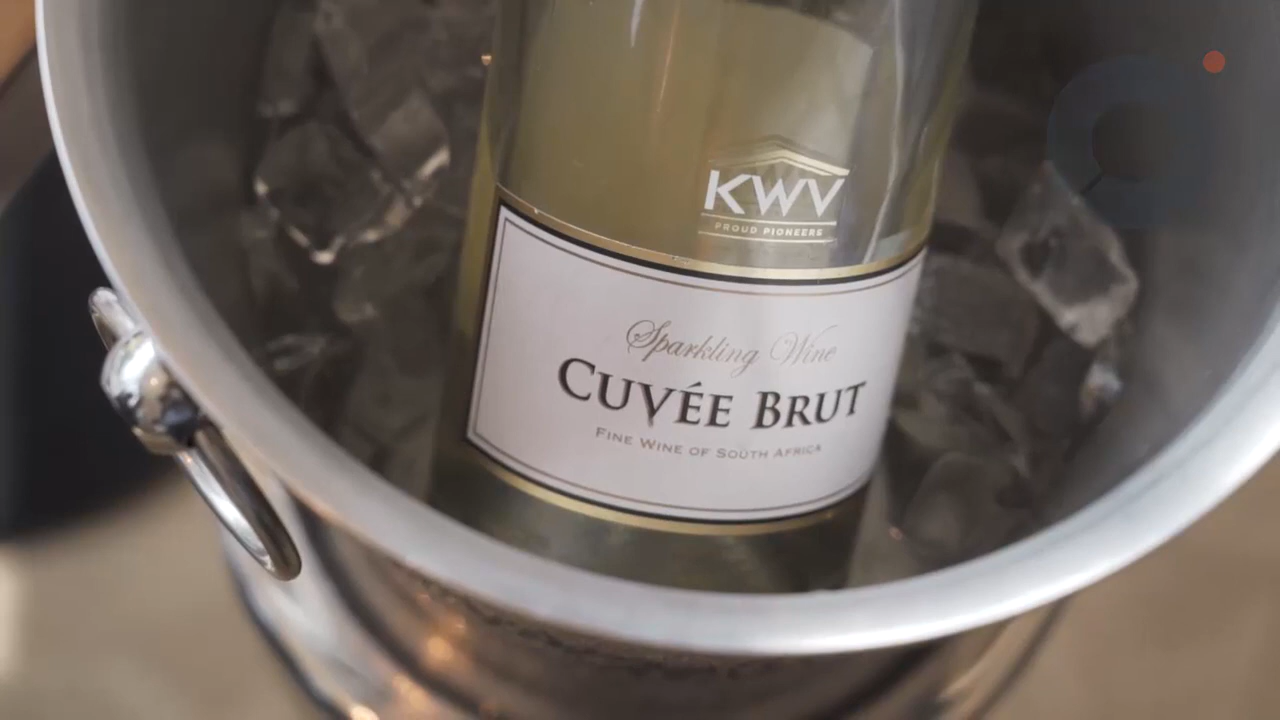 KWV
PROUD PIONEERS
Sparkling Wine
CUVÉE BRUT
FINE WINE OF SOUTH AFRICA